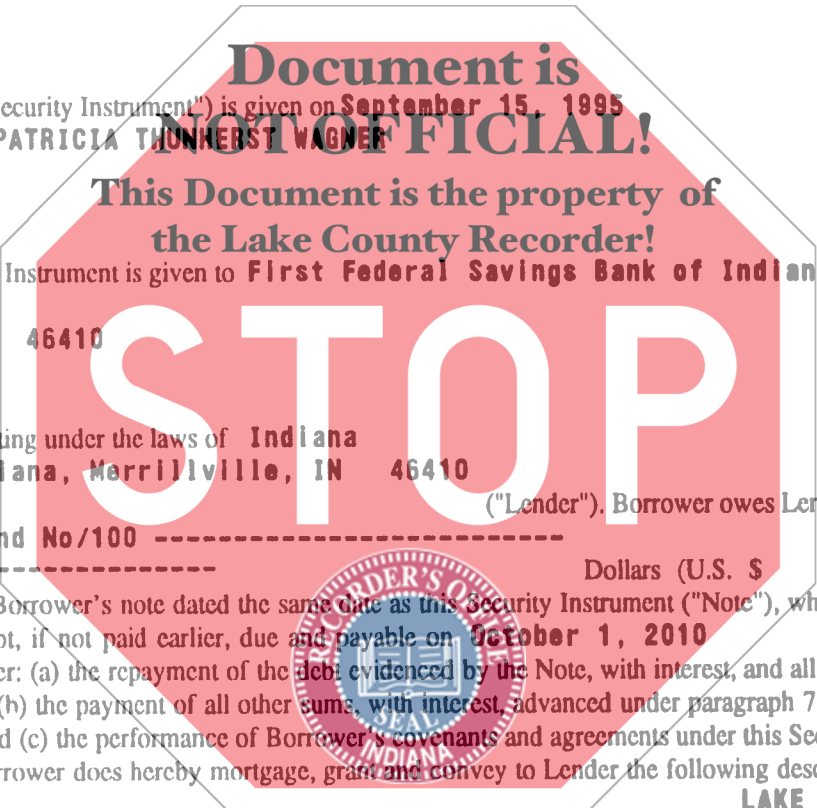 Document is
ecurity Instrument") is given on September 15, 1995
NOT OFFICIAL!
PATRICIA THONHERST WAGNER
This Document is the property of
the Lake County Recorder!
Instrument is given to First Federal Savings Bank of Indian
46410
STOP
ting under the laws of Indiana
iana, Merrillville, IN 46410
("Lender"). Borrower owes Len
nd No/100 ----------------------------
---------------
Dollars (U.S. $
Borrower's note dated the same date as this Security Instrument ("Note"), wh
bt, if not paid earlier, due and payable on October 1, 2010
er: (a) the repayment of the debt evidenced by the Note, with interest, and all
(b) the payment of all other sums, with interest, advanced under paragraph 7
d (c) the performance of Borrower's covenants and agreements under this Sec
rrower does hereby mortgage, grant and convey to Lender the following desc
LAKE
RECORDER'S OFFICE
SEAL
INDIANA